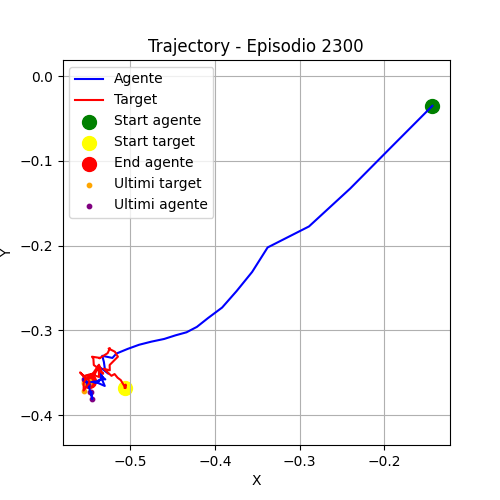 Trajectory - Episodio 2300
Agente
Target
Start agente
Start target
End agente
Ultimi target
Ultimi agente
Y
0.0
−0.1
−0.2
−0.3
−0.4
−0.5
−0.4
−0.3
−0.2
X